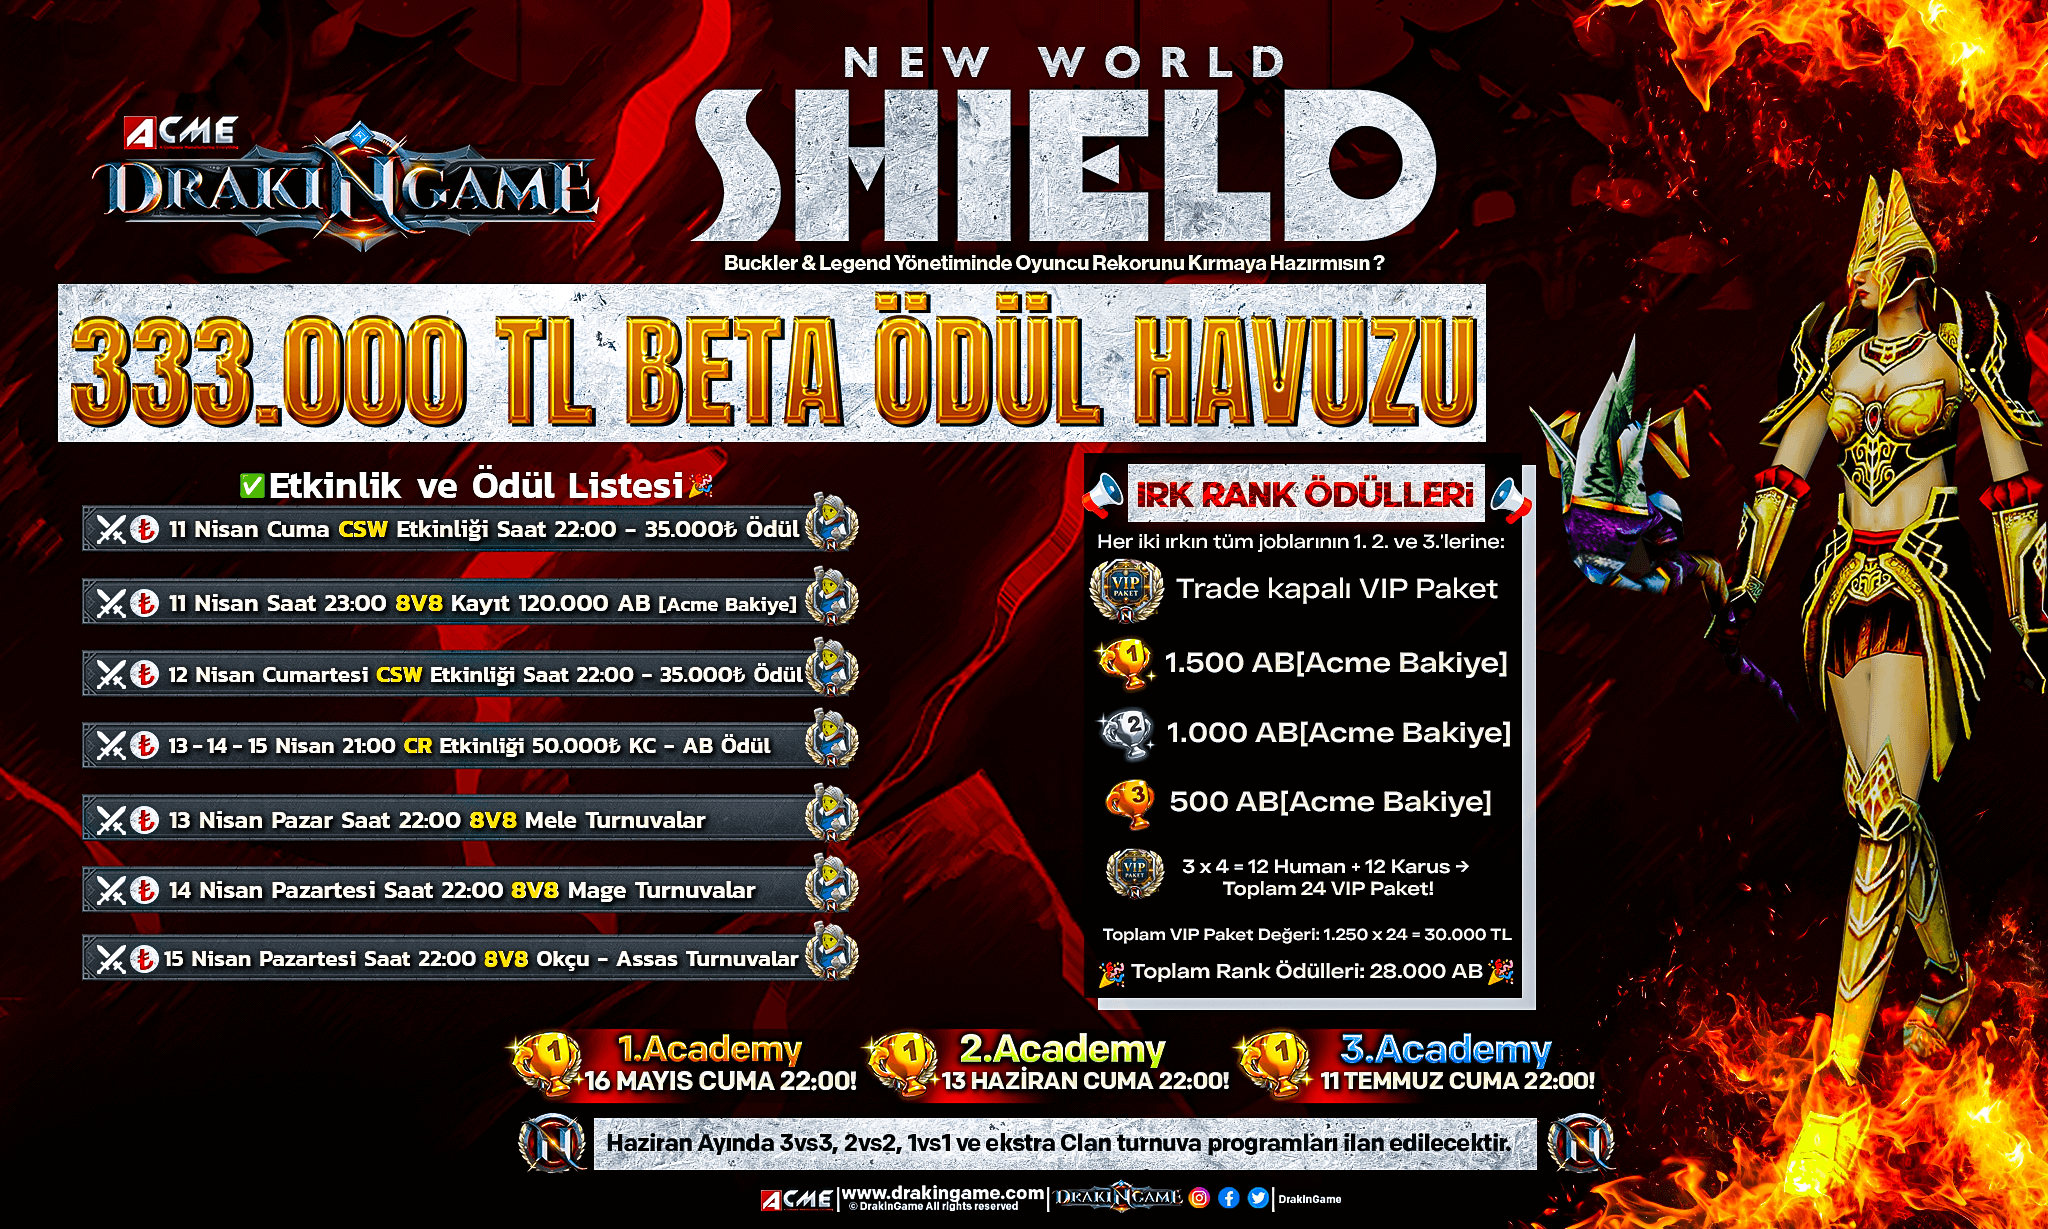 NEW WORLD
SHIELD
ACME
DRAKINGAME
Buckler & Legend Yönetiminde Oyuncu Rekorunu Kırmaya Hazırmısın ?
333.000 TL BETA ÖDÜL HAVUZU
Etkinlik ve Ödül Listesi
11 Nisan Cuma CSW Etkinliği Saat 22:00 - 35.000₺ Ödül
11 Nisan Saat 23:00 8V8 Kayıt 120.000 AB [Acme Bakiye]
12 Nisan Cumartesi CSW Etkinliği Saat 22:00 - 35.000₺ Ödül
13 - 14 - 15 Nisan 21:00 CR Etkinliği 50.000₺ KC - AB Ödül
13 Nisan Pazar Saat 22:00 8V8 Mele Turnuvalar
14 Nisan Pazartesi Saat 22:00 8V8 Mage Turnuvalar
15 Nisan Pazartesi Saat 22:00 8V8 Okçu - Assas Turnuvalar
IRK RANK ÖDÜLLERİ
Her iki ırkın tüm joblarının 1. 2. ve 3.'lerine:
VIP PAKET Trade kapalı VIP Paket
1 1.500 AB[Acme Bakiye]
2 1.000 AB[Acme Bakiye]
3 500 AB[Acme Bakiye]
VIP PAKET 3 x 4 = 12 Human + 12 Karus →
Toplam 24 VIP Paket!
Toplam VIP Paket Değeri: 1.250 x 24 = 30.000 TL
Toplam Rank Ödülleri: 28.000 AB
1 1.Academy
16 MAYIS CUMA 22:00!
1 2.Academy
13 HAZİRAN CUMA 22:00!
1 3.Academy
11 TEMMUZ CUMA 22:00!
Haziran Ayında 3vs3, 2vs2, 1vs1 ve ekstra Clan turnuva programları ilan edilecektir.
ACME | www.drakingame.com | DRAKINGAME | DrakInGame
© DrakInGame All rights reserved